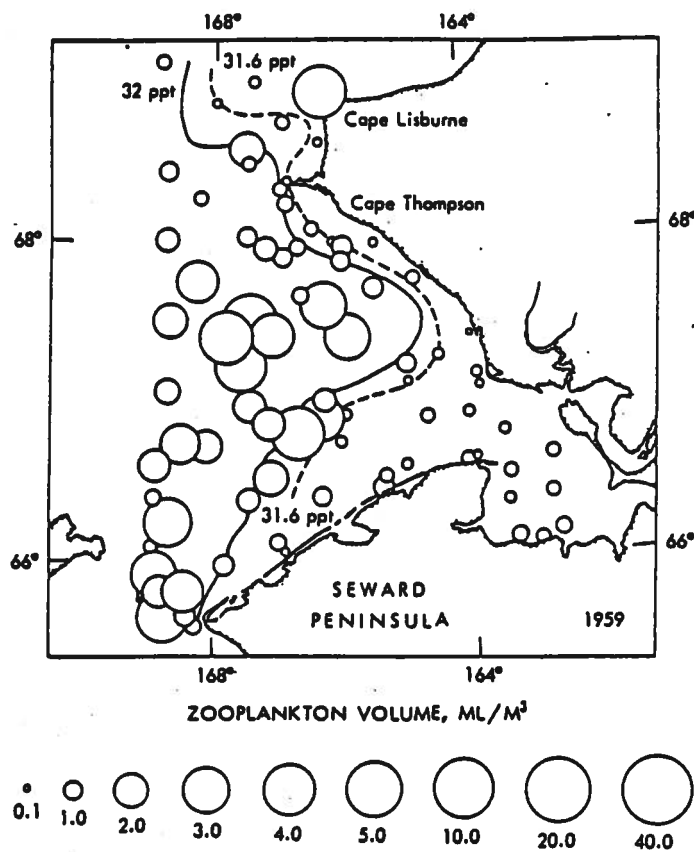 168° 164°
31.6 ppt
32 ppt
Cape Lisburne
Cape Thompson
68° 68°
31.6 ppt
66° 66°
SEWARD
PENINSULA 1959
168° 164°
ZOOPLANKTON VOLUME, ML/M³
0.1 1.0 2.0 3.0 4.0 5.0 10.0 20.0 40.0